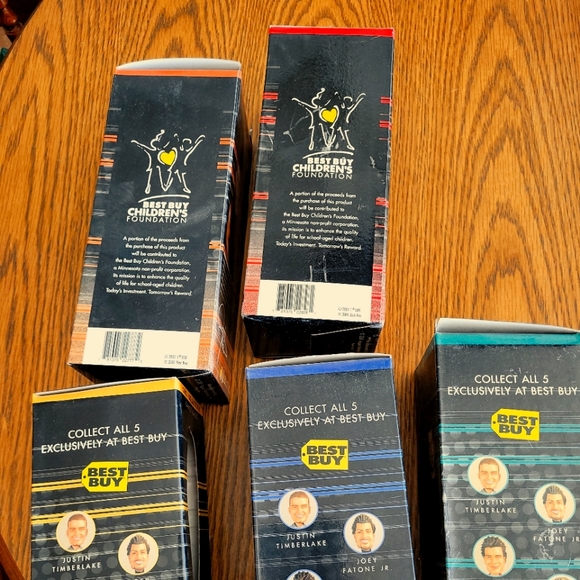 BEST BUY
CHILDREN'S
FOUNDATION
A portion of the proceeds from
the purchase of this product
will be contributed to
the Best Buy Children's Foundation,
a Minnesota non-profit corporation.
Its mission is to enhance the quality
of life for school-aged children.
Today's Investment. Tomorrow's Reward.
BEST BUY
CHILDREN'S
FOUNDATION
A portion of the proceeds from
the purchase of this product
will be contributed to
the Best Buy Children's Foundation,
a Minnesota non-profit corporation.
Its mission is to enhance the quality
of life for school-aged children.
Today's Investment. Tomorrow's Reward.
COLLECT ALL 5
EXCLUSIVELY AT BEST BUY
BEST
BUY
JUSTIN
TIMBERLAKE
COLLECT ALL 5
EXCLUSIVELY AT BEST BUY
BEST
BUY
JUSTIN
TIMBERLAKE
JOEY
FATONE JR
COLLECT ALL 5
EXCLUSIVELY AT BEST BUY
BEST
BUY
JUSTIN
TIMBERLAKE
JOEY
FATONE JR